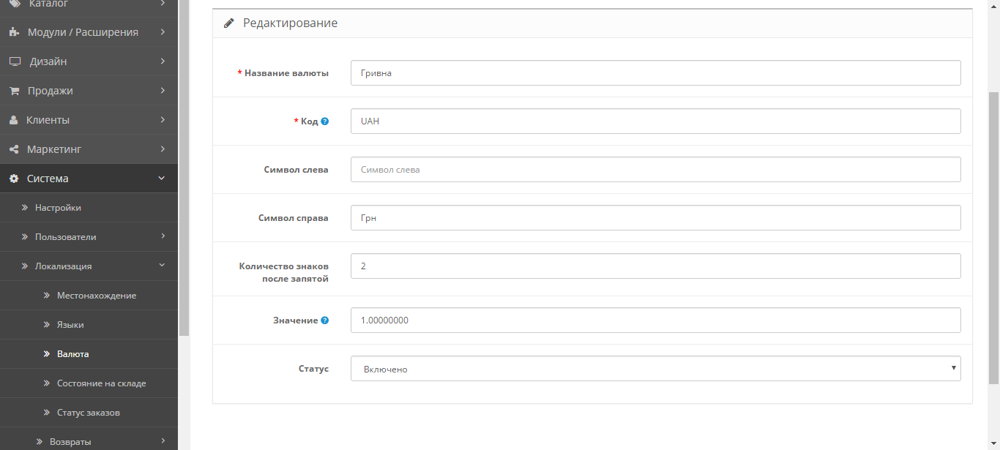 Каталог
Модули / Расширения
Дизайн
Продажи
Клиенты
Маркетинг
Система
Настройки
Пользователи
Локализация
Местонахождение
Языки
Валюта
Состояние на складе
Статус заказов
Возвраты
Редактирование
* Название валюты
Гривна
* Код ?
UAH
Символ слева
Символ слева
Символ справа
Грн
Количество знаков
после запятой
2
Значение ?
1.00000000
Статус
Включено